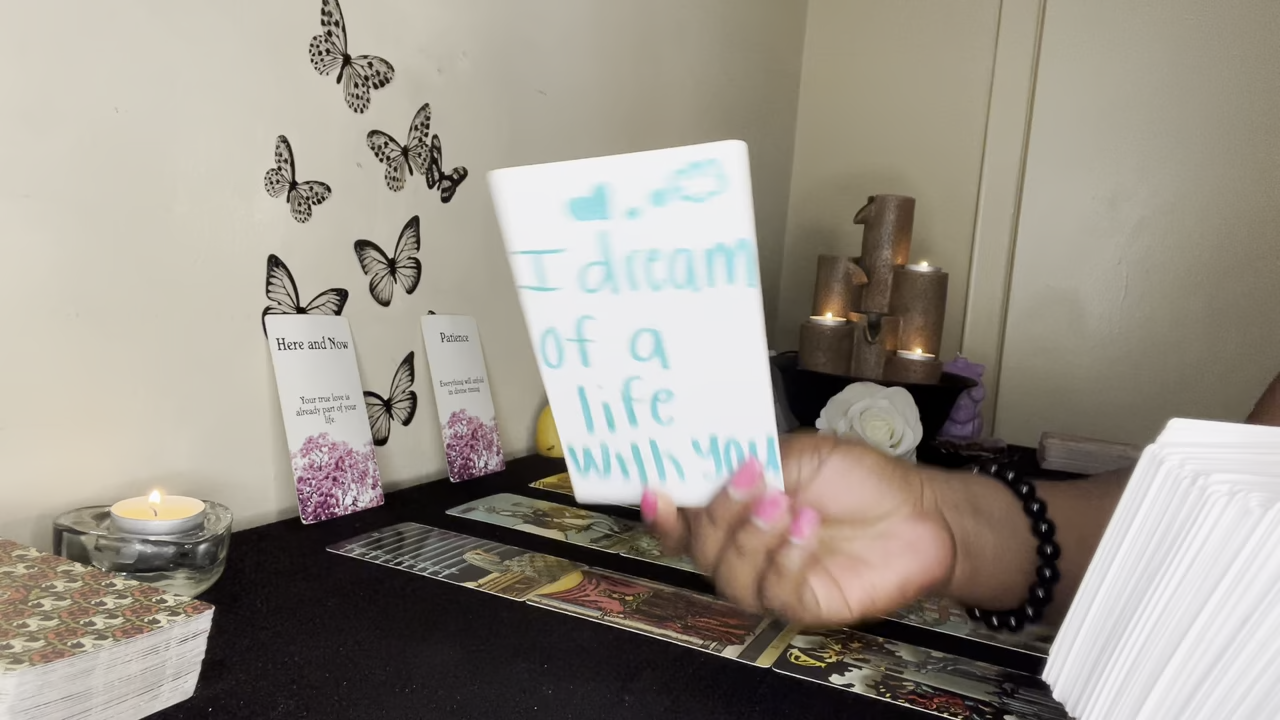 Here and Now
Your true love is
already part of your
life.
Patience
Everything will unfold
in divine timing
I dream
of a
life
with you